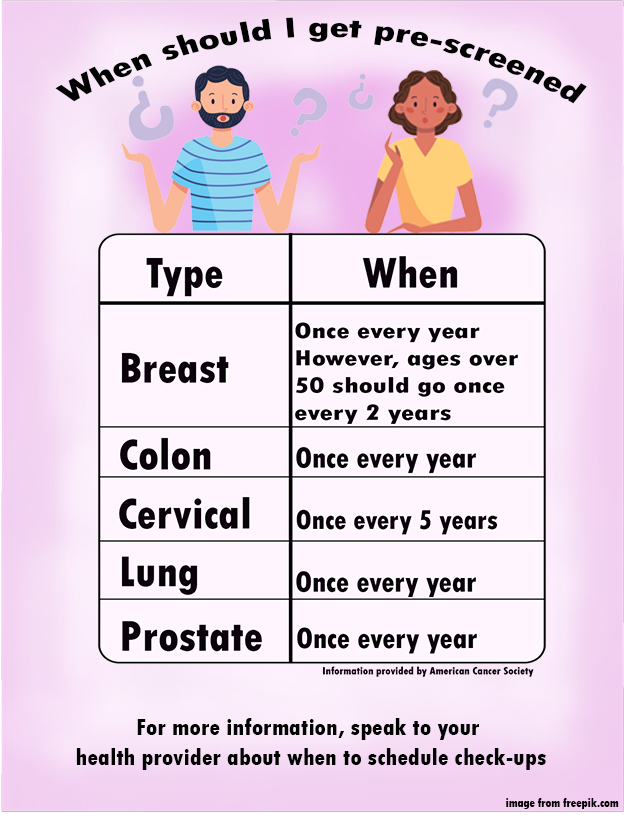 When should I get pre-screened
Type
When
Breast
Once every year
However, ages over
50 should go once
every 2 years
Colon
Once every year
Cervical
Once every 5 years
Lung
Once every year
Prostate
Once every year
Information provided by American Cancer Society
For more information, speak to your
health provider about when to schedule check-ups
image from freepik.com